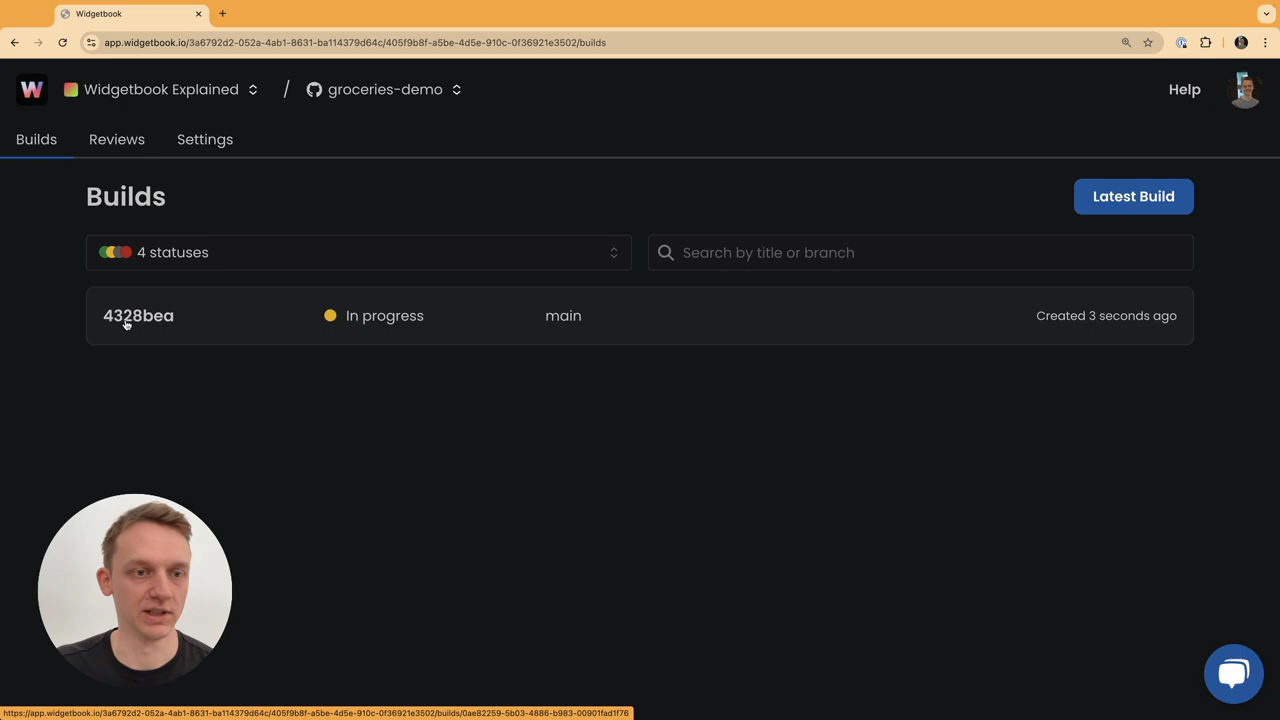 Widgetbook
app.widgetbook.io/3a6792d2-052a-4ab1-8631-ba114379d64c/405f9b8f-a5be-4d5e-910c-0f36921e3502/builds
W Widgetbook Explained / groceries-demo Help
Builds Reviews Settings
Builds Latest Build
4 statuses Search by title or branch
4328bea In progress main Created 3 seconds ago
https://app.widgetbook.io/3a6792d2-052a-4ab1-8631-ba114379d64c/405f9b8f-a5be-4d5e-910c-0f36921e3502/builds/0ae82259-5b03-4886-b983-00901fad1f76